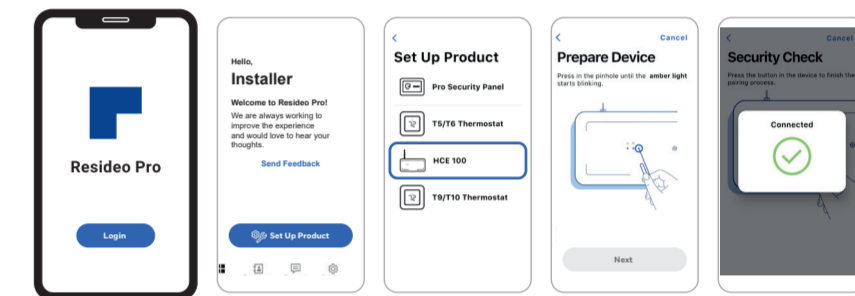 Resideo Pro
Login
Hello,
Installer
Welcome to Resideo Pro!
We are always working to
improve the experience
and would love to hear your
thoughts.
Send Feedback
Set Up Product
Set Up Product
Pro Security Panel
T5/T6 Thermostat
HCE 100
T9/T10 Thermostat
Cancel
Prepare Device
Press in the pinhole until the amber light
starts blinking.
Next
Cancel
Security Check
Press the button in the device to finish the
pairing process.
Connected